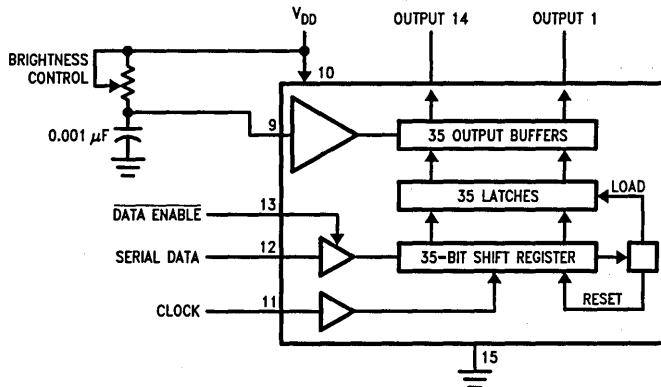 V_DD
OUTPUT 14
OUTPUT 1
BRIGHTNESS
CONTROL
10
0.001 μF
9
35 OUTPUT BUFFERS
35 LATCHES
LOAD
DATA ENABLE
13
SERIAL DATA
12
35-BIT SHIFT REGISTER
CLOCK
11
RESET
15